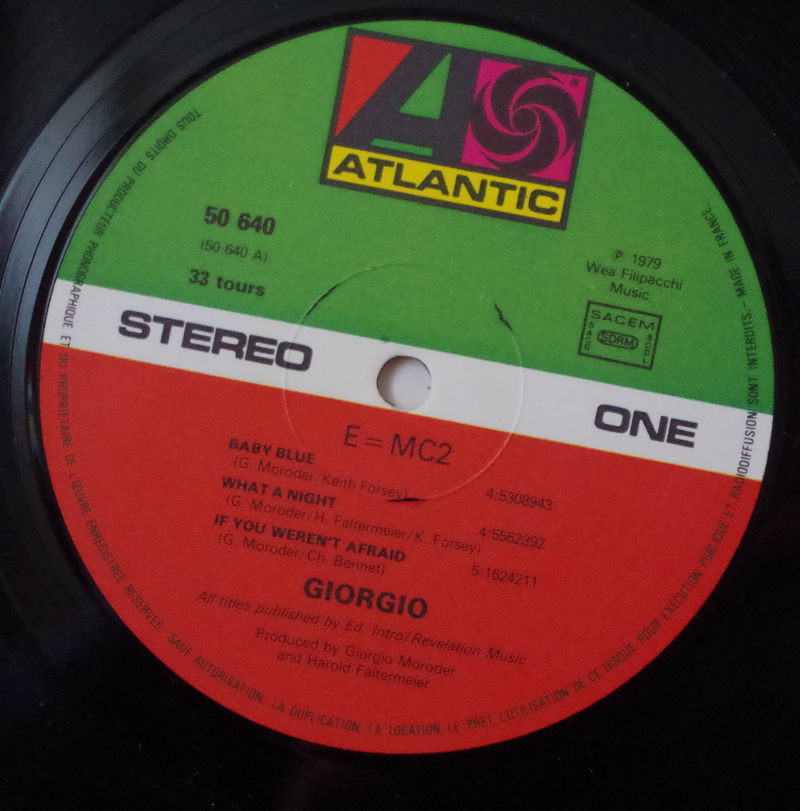 ATLANTIC
50 640
(50 640 A)
33 tours
℗ 1979
Wea Filipacchi
Music
SACEM
SACD
SDRM
SGDL
STEREO
ONE
E=MC2
BABY BLUE
(G. Moroder/Keith Forsey) 4:5308943
WHAT A NIGHT
(G. Moroder/H. Faltermeier/K. Forsey) 4:5562392
IF YOU WEREN'T AFRAID
(G. Moroder/Ch. Bennet) 5:1624211
GIORGIO
All titles published by Ed. Intro/Revelation Music
Produced by Giorgio Moroder
and Harold Faltermeier
TOUS DROITS DU PRODUCTEUR PHONOGRAPHIQUE ET DU PROPRIETAIRE DE L'ŒUVRE ENREGISTREE RESERVES. SAUF AUTORISATION, LA DUPLICATION, LA LOCATION, LE PRET, L'UTILISATION DE CE DISQUE POUR EXECUTION PUBLIQUE ET RADIODIFFUSION SONT INTERDITS.- MADE IN FRANCE.